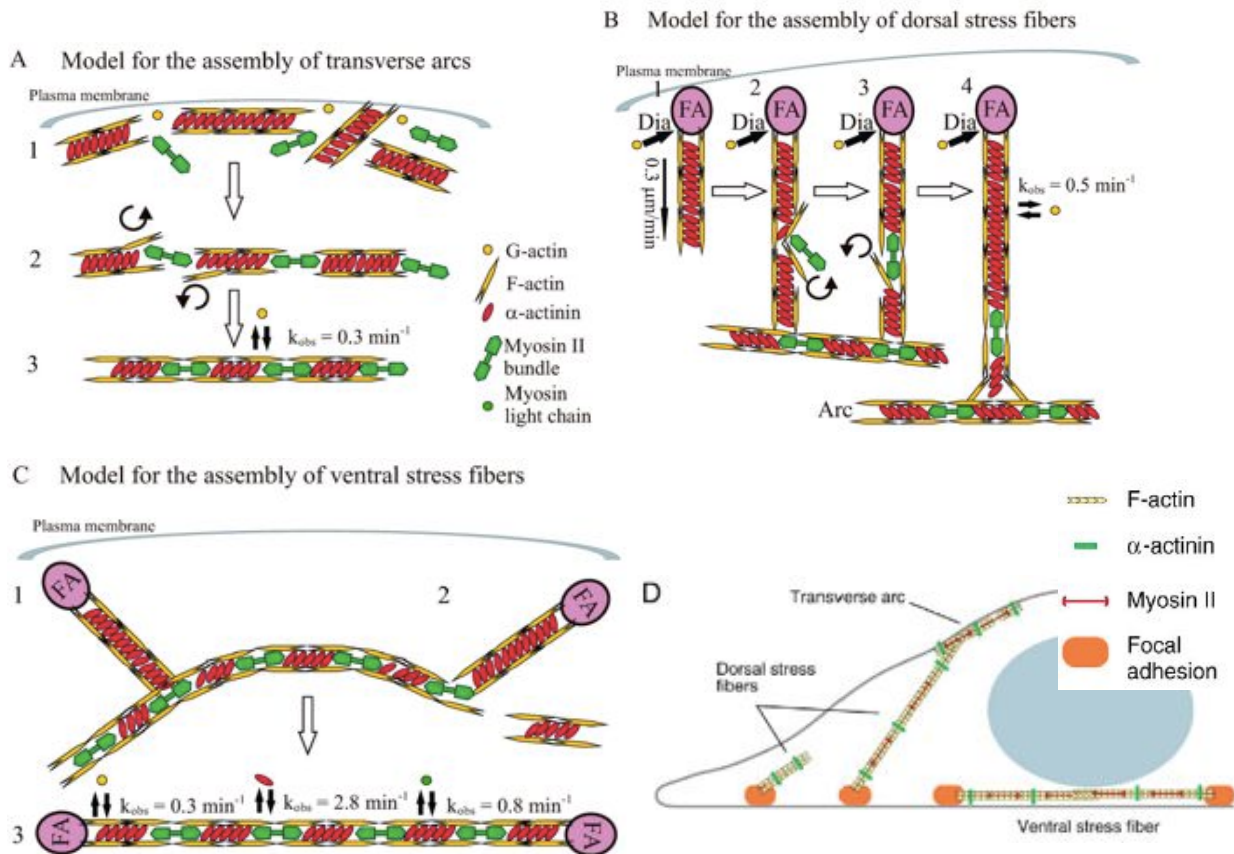 A Model for the assembly of transverse arcs
Plasma membrane
1
2
G-actin
F-actin
α-actinin
kobs = 0.3 min-1
3
Myosin II
bundle
Myosin
light chain
B Model for the assembly of dorsal stress fibers
Plasma membrane
1 2 3 4
FA FA FA FA
Dia Dia Dia Dia
0.3 μm/min
kobs = 0.5 min-1
Arc
C Model for the assembly of ventral stress fibers
Plasma membrane
1 2
FA FA
kobs = 0.3 min-1 kobs = 2.8 min-1 kobs = 0.8 min-1
3 FA FA
F-actin
α-actinin
D
Transverse arc
Myosin II
Focal
adhesion
Dorsal stress
fibers
Ventral stress fiber